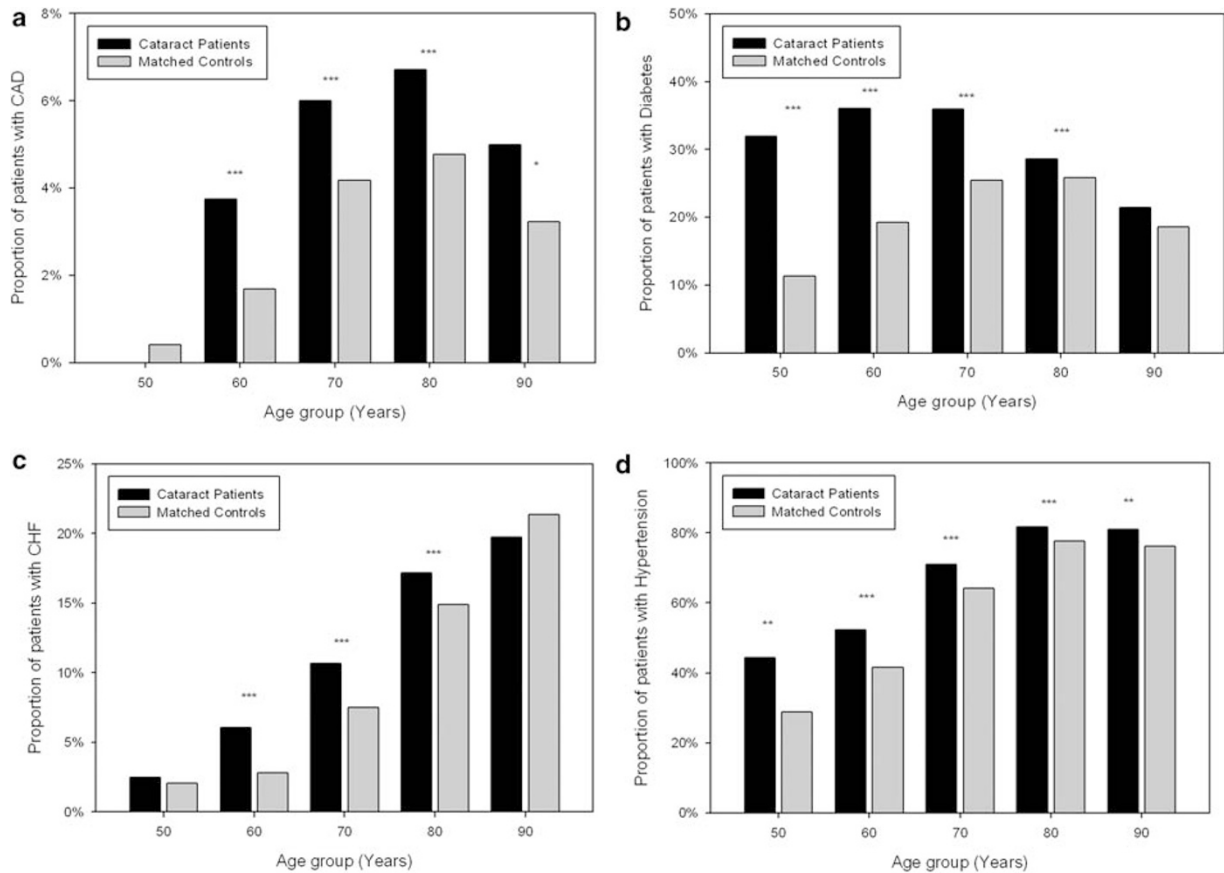 a
Proportion of patients with CAD
8%
6%
4%
2%
0%
Cataract Patients
Matched Controls
***
***
***
*
50 60 70 80 90
Age group (Years)
b
Proportion of patients with Diabetes
50%
40%
30%
20%
10%
0%
Cataract Patients
Matched Controls
***
***
***
***
50 60 70 80 90
Age group (Years)
c
Proportion of patients with CHF
25%
20%
15%
10%
5%
0%
Cataract Patients
Matched Controls
***
***
***
50 60 70 80 90
Age group (Years)
d
Proportion of patients with Hypertension
100%
80%
60%
40%
20%
0%
Cataract Patients
Matched Controls
**
***
***
***
**
50 60 70 80 90
Age group (Years)